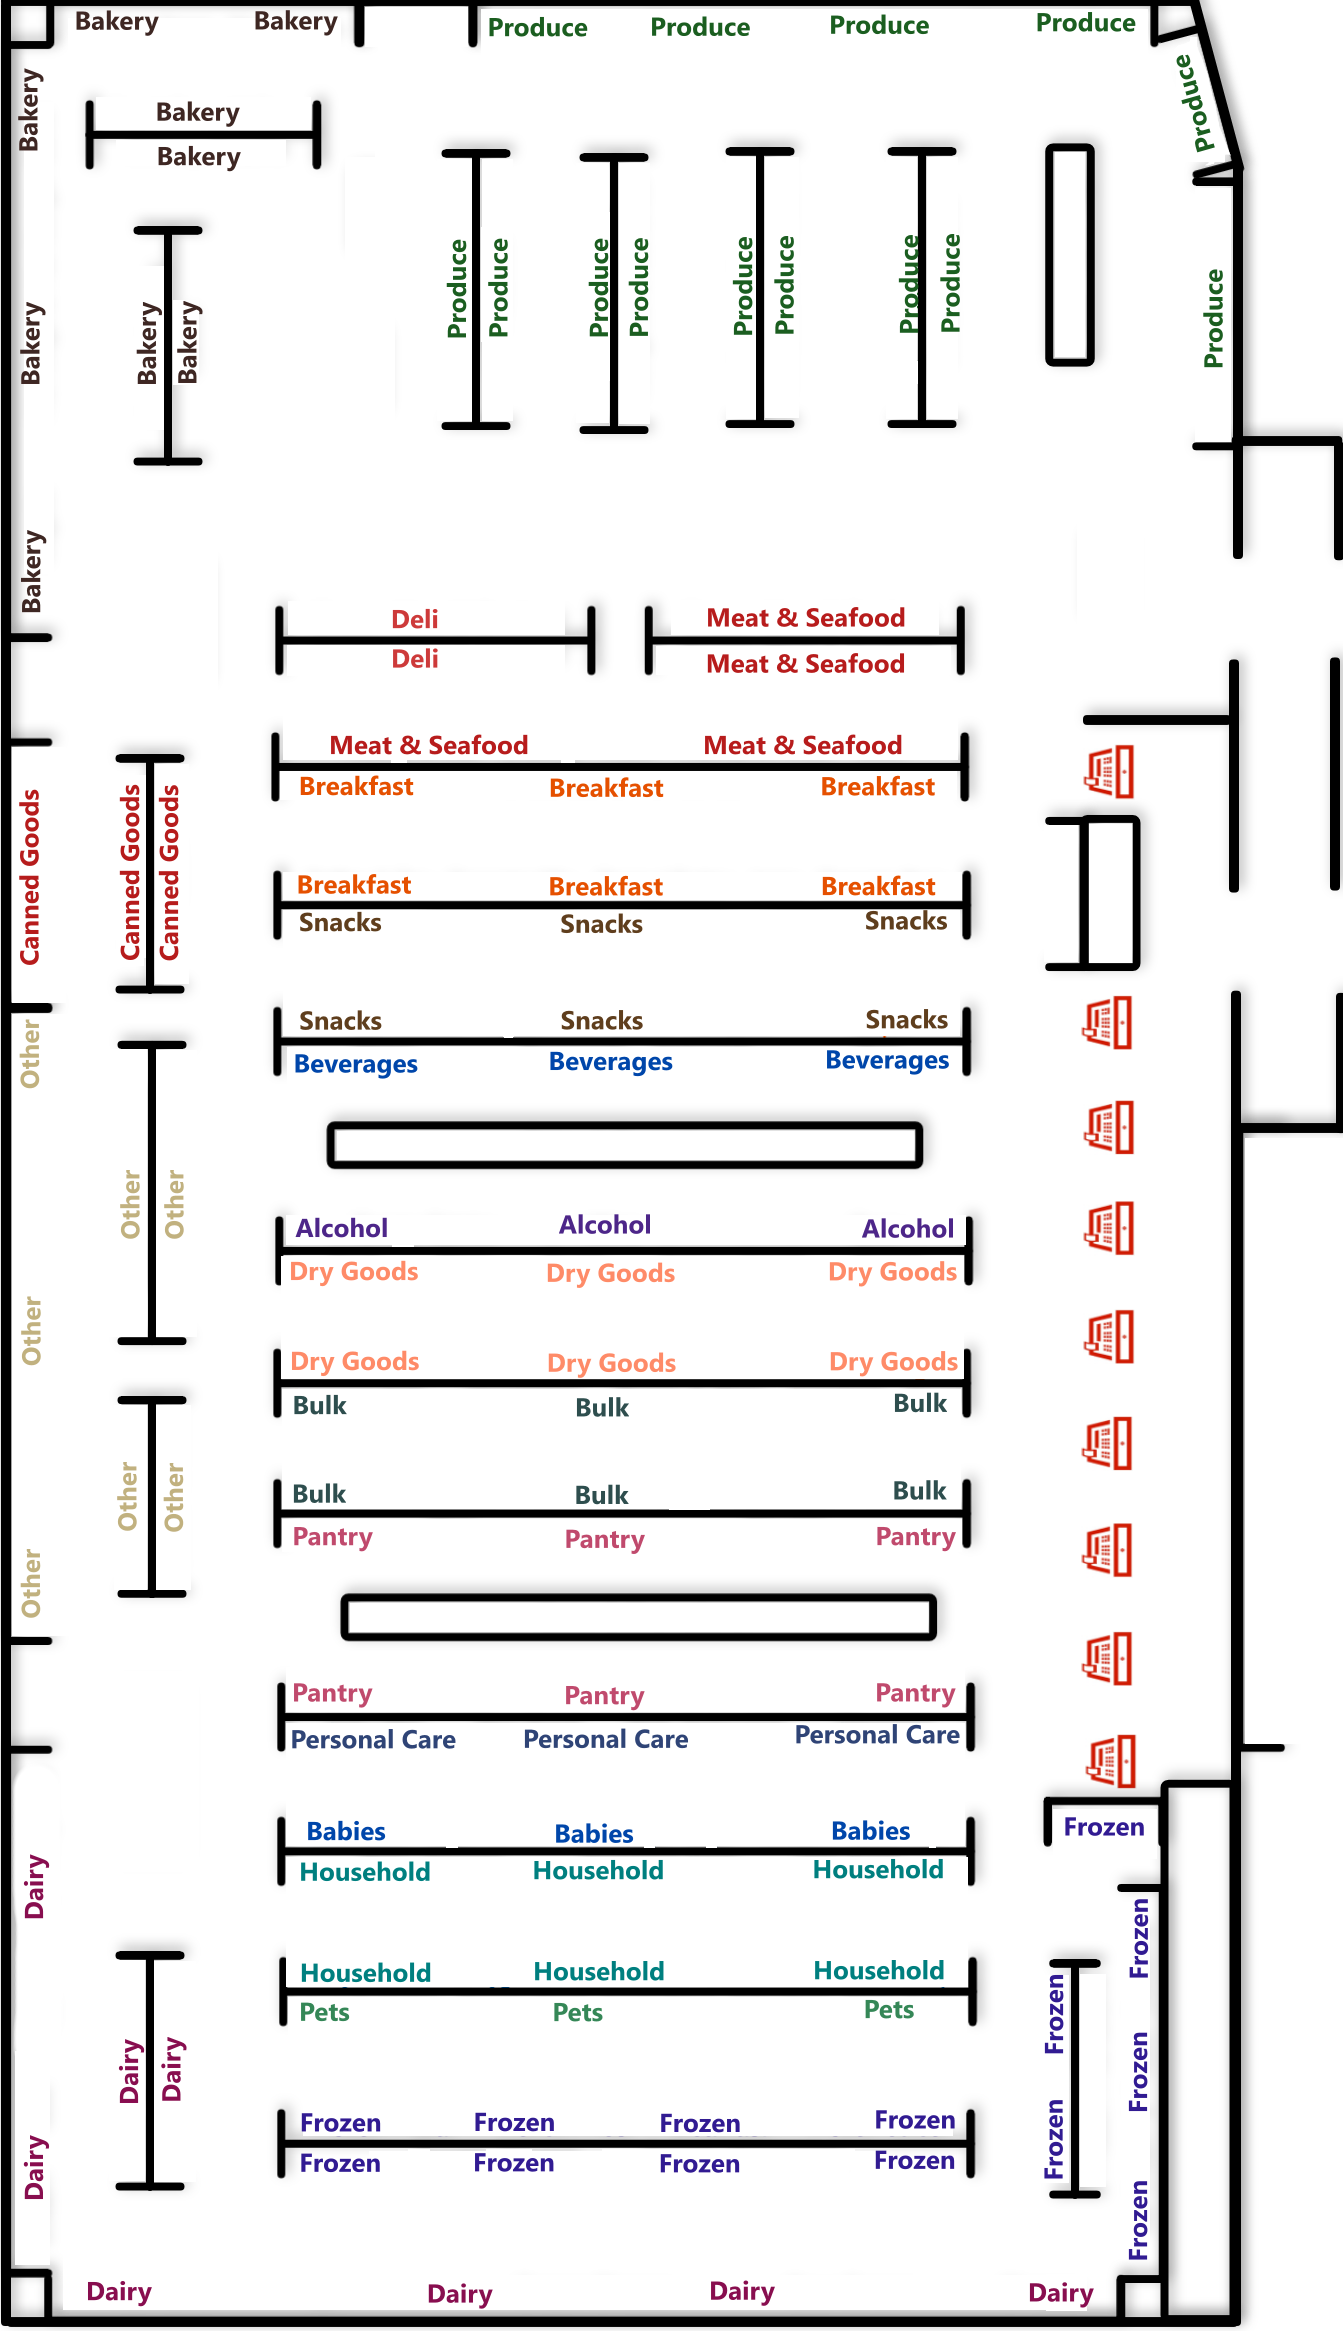 Bakery Bakery Produce Produce Produce Produce
Bakery
Produce
Bakery
Bakery
Bakery
Bakery
Bakery
Produce
Produce
Produce
Produce
Produce
Produce
Produce
Produce
Produce
Bakery
Deli Meat & Seafood
Deli Meat & Seafood
Meat & Seafood Meat & Seafood
Breakfast Breakfast Breakfast
Canned Goods
Canned Goods
Canned Goods
Breakfast Breakfast Breakfast
Snacks Snacks Snacks
Snacks Snacks Snacks
Beverages Beverages Beverages
Other
Other
Other
Alcohol Alcohol Alcohol
Dry Goods Dry Goods Dry Goods
Other
Dry Goods Dry Goods Dry Goods
Bulk Bulk Bulk
Other
Other
Bulk Bulk Bulk
Pantry Pantry Pantry
Other
Pantry Pantry Pantry
Personal Care Personal Care Personal Care
Babies Babies Babies
Frozen
Household Household Household
Dairy
Frozen
Household Household Household
Pets Pets Pets
Dairy
Dairy
Frozen
Frozen
Frozen Frozen Frozen Frozen
Frozen Frozen Frozen Frozen
Dairy
Frozen
Frozen
Dairy Dairy Dairy Dairy